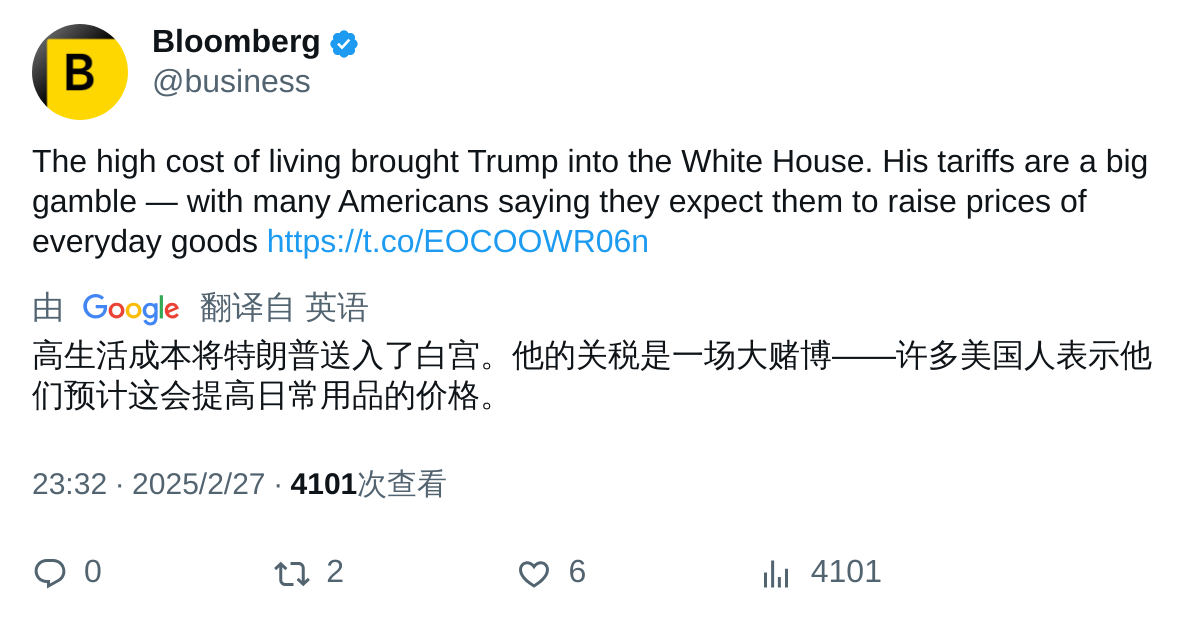 B
Bloomberg
@business
The high cost of living brought Trump into the White House. His tariffs are a big
gamble — with many Americans saying they expect them to raise prices of
everyday goods https://t.co/EOCOOWR06n
由 Google 翻译自 英语
高生活成本将特朗普送入了白宫。他的关税是一场大赌博——许多美国人表示他
们预计这会提高日常用品的价格。
23:32 · 2025/2/27 · 4101次查看
0 2 6 4101